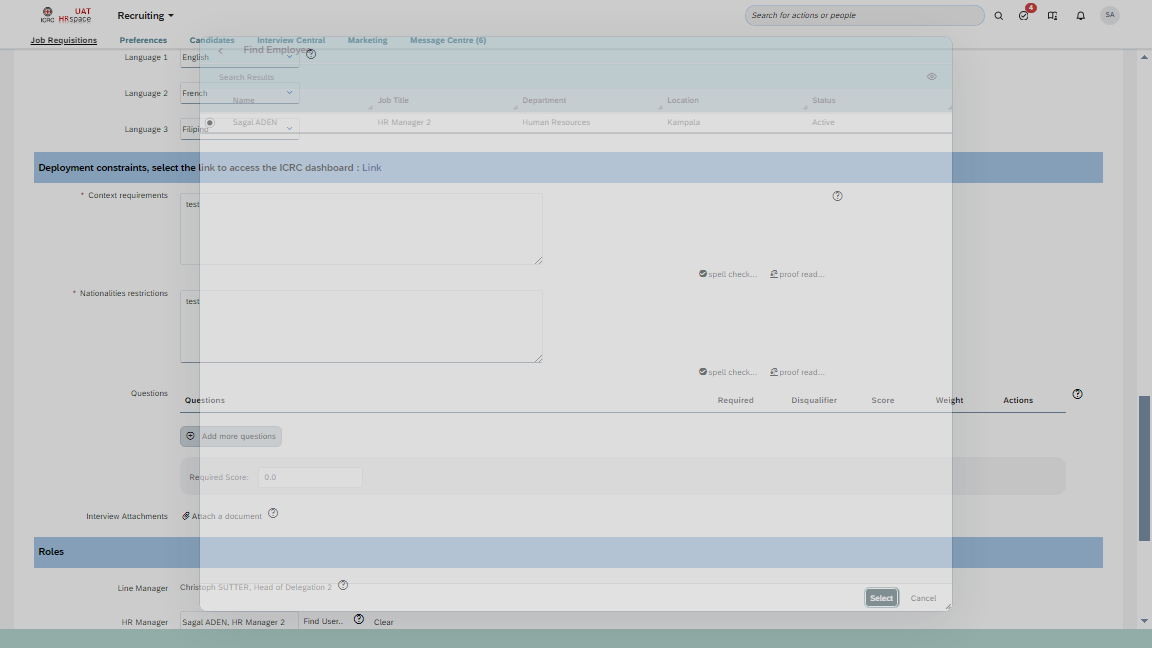 ICRC UAT HRspace Recruiting Search for actions or people 4 SA
Job Requisitions Preferences Candidates Interview Central Marketing Message Centre (6)
Find Employee
Language 1 English
Search Results
Language 2 French
Name Job Title Department Location Status
Sagal ADEN HR Manager 2 Human Resources Kampala Active
Language 3 Filipino
Deployment constraints, select the link to access the ICRC dashboard : Link
* Context requirements test
spell check... proof read...
* Nationalities restrictions test
spell check... proof read...
Questions Questions Required Disqualifier Score Weight Actions
Add more questions
Required Score: 0.0
Interview Attachments Attach a document
Roles
Line Manager Christoph SUTTER, Head of Delegation 2
Select Cancel
HR Manager Sagal ADEN, HR Manager 2 Find User.. Clear